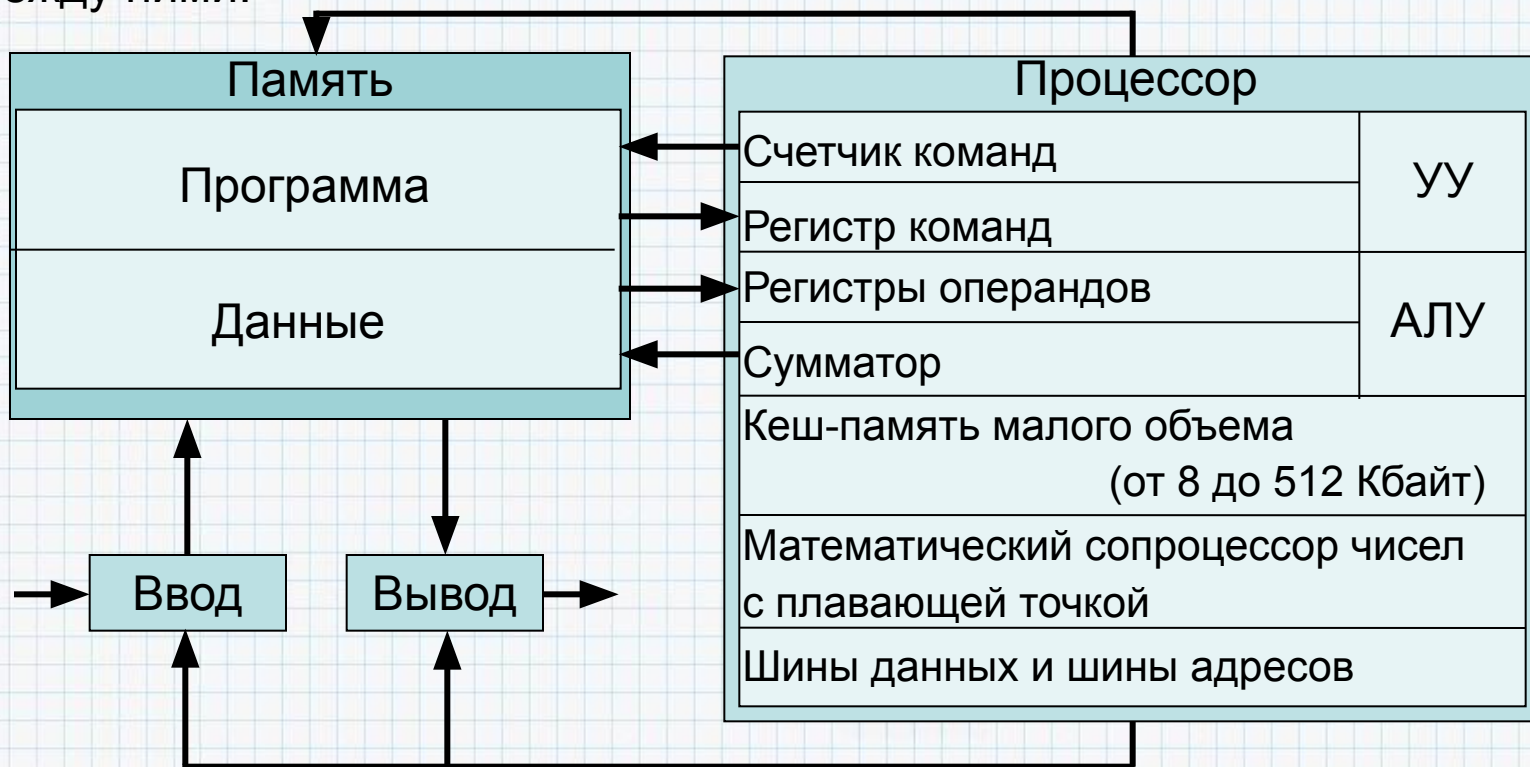 Память
Программа
Данные
Ввод
Вывод
Процессор
Счетчик команд
Регистр команд
УУ
Регистры операндов
Сумматор
АЛУ
Кеш-память малого объема
(от 8 до 512 Кбайт)
Математический сопроцессор чисел
с плавающей точкой
Шины данных и шины адресов